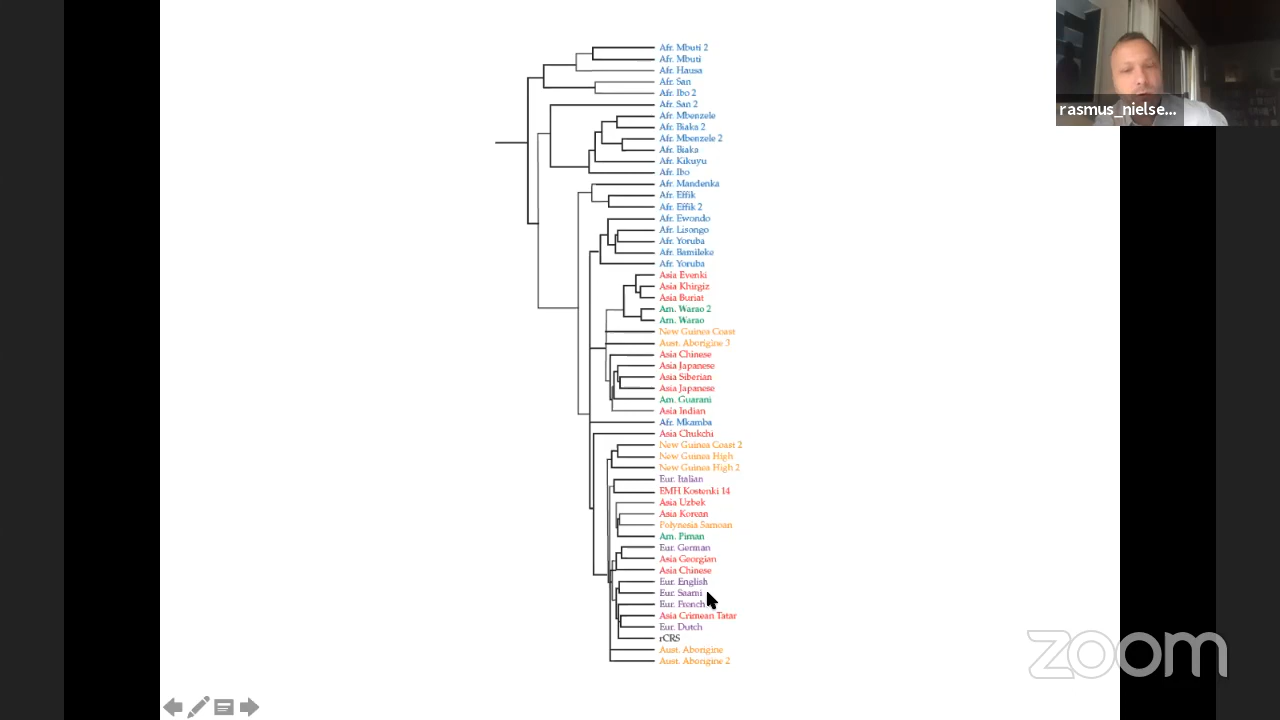 Afr. Mbuti 2
Afr. Mbuti
Afr. Hausa
Afr. San
Afr. Ibo 2
Afr. San 2
Afr. Mbenzele
Afr. Biaka 2
Afr. Mbenzele 2
Afr. Biaka
Afr. Kikuyu
Afr. Ibo
Afr. Mandenka
Afr. Effik
Afr. Effik 2
Afr. Ewondo
Afr. Lisongo
Afr. Yoruba
Afr. Bamileke
Afr. Yoruba
Asia Evenki
Asia Khirgiz
Asia Buriat
Am. Warao 2
Am. Warao
New Guinea Coast
Aust. Aborigine 3
Asia Chinese
Asia Japanese
Asia Siberian
Asia Japanese
Am. Guarani
Asia Indian
Afr. Mkamba
Asia Chukchi
New Guinea Coast 2
New Guinea High
New Guinea High 2
Eur. Italian
EMH Kostenki 14
Asia Uzbek
Asia Korean
Polynesia Samoan
Am. Piman
Eur. German
Asia Georgian
Asia Chinese
Eur. English
Eur. Saami
Eur. French
Asia Crimean Tatar
Eur. Dutch
rCRS
Aust. Aborigine
Aust. Aborigine 2
rasmus_nielse...
zoom